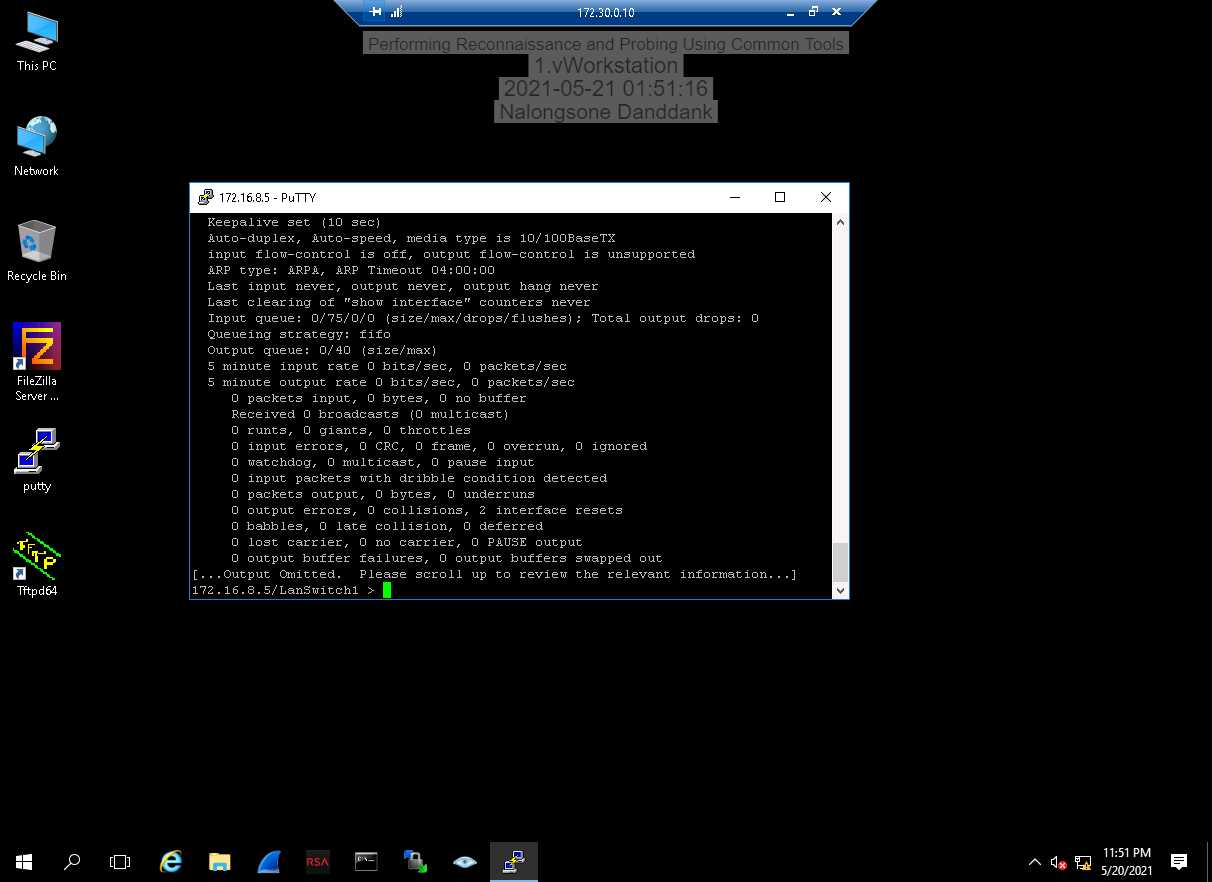 172.30.0.10
Performing Reconnaissance and Probing Using Common Tools
1.vWorkstation
2021-05-21 01:51:16
Nalongsone Danddank
This PC
Network
Recycle Bin
FileZilla
Server ...
putty
Tftpd64
172.16.8.5 - PuTTY
Keepalive set (10 sec)
Auto-duplex, Auto-speed, media type is 10/100BaseTX
input flow-control is off, output flow-control is unsupported
ARP type: ARPA, ARP Timeout 04:00:00
Last input never, output never, output hang never
Last clearing of "show interface" counters never
Input queue: 0/75/0/0 (size/max/drops/flushes); Total output drops: 0
Queueing strategy: fifo
Output queue: 0/40 (size/max)
5 minute input rate 0 bits/sec, 0 packets/sec
5 minute output rate 0 bits/sec, 0 packets/sec
0 packets input, 0 bytes, 0 no buffer
Received 0 broadcasts (0 multicast)
0 runts, 0 giants, 0 throttles
0 input errors, 0 CRC, 0 frame, 0 overrun, 0 ignored
0 watchdog, 0 multicast, 0 pause input
0 input packets with dribble condition detected
0 packets output, 0 bytes, 0 underruns
0 output errors, 0 collisions, 2 interface resets
0 babbles, 0 late collision, 0 deferred
0 lost carrier, 0 no carrier, 0 PAUSE output
0 output buffer failures, 0 output buffers swapped out
[...Output Omitted.  Please scroll up to review the relevant information...]
172.16.8.5/LanSwitch1 >
RSA
11:51 PM
5/20/2021